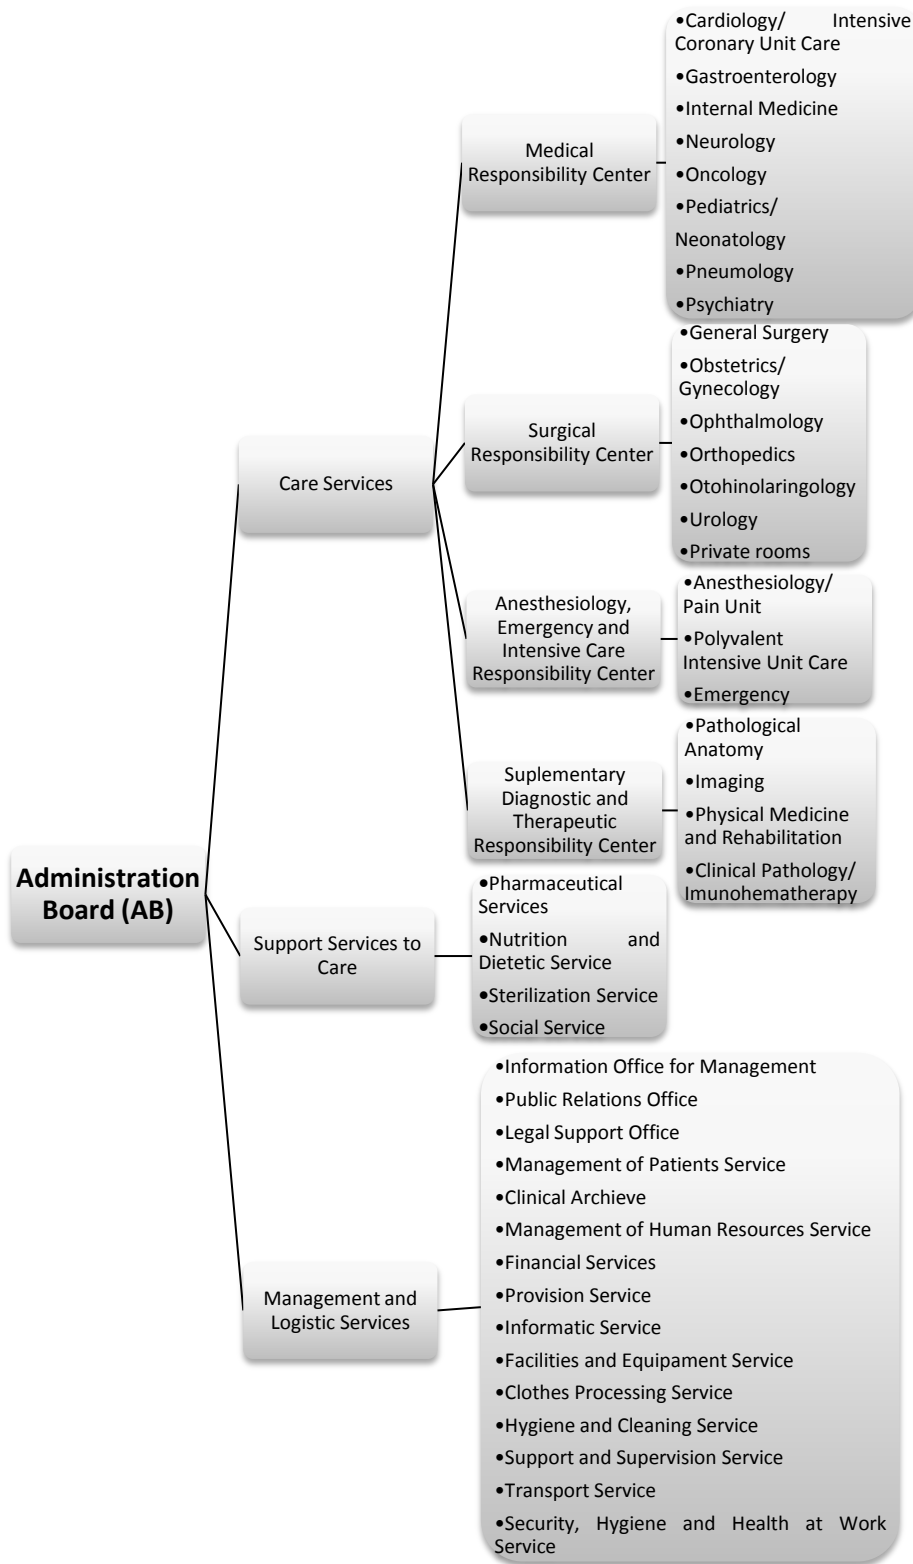 Administration
Board (AB)
Care Services
Medical
Responsibility Center
•Cardiology/ Intensive
Coronary Unit Care
•Gastroenterology
•Internal Medicine
•Neurology
•Oncology
•Pediatrics/
Neonatology
•Pneumology
•Psychiatry
Surgical
Responsibility Center
•General Surgery
•Obstetrics/
Gynecology
•Ophthalmology
•Orthopedics
•Otohinolaringology
•Urology
•Private rooms
Anesthesiology,
Emergency and
Intensive Care
Responsibility Center
•Anesthesiology/
Pain Unit
•Polyvalent
Intensive Unit Care
•Emergency
Suplementary
Diagnostic and
Therapeutic
Responsibility Center
•Pathological
Anatomy
•Imaging
•Physical Medicine
and Rehabilitation
•Clinical Pathology/
Imunohematherapy
Support Services to
Care
•Pharmaceutical
Services
•Nutrition and
Dietetic Service
•Sterilization Service
•Social Service
Management and
Logistic Services
•Information Office for Management
•Public Relations Office
•Legal Support Office
•Management of Patients Service
•Clinical Archieve
•Management of Human Resources Service
•Financial Services
•Provision Service
•Informatic Service
•Facilities and Equipament Service
•Clothes Processing Service
•Hygiene and Cleaning Service
•Support and Supervision Service
•Transport Service
•Security, Hygiene and Health at Work
Service